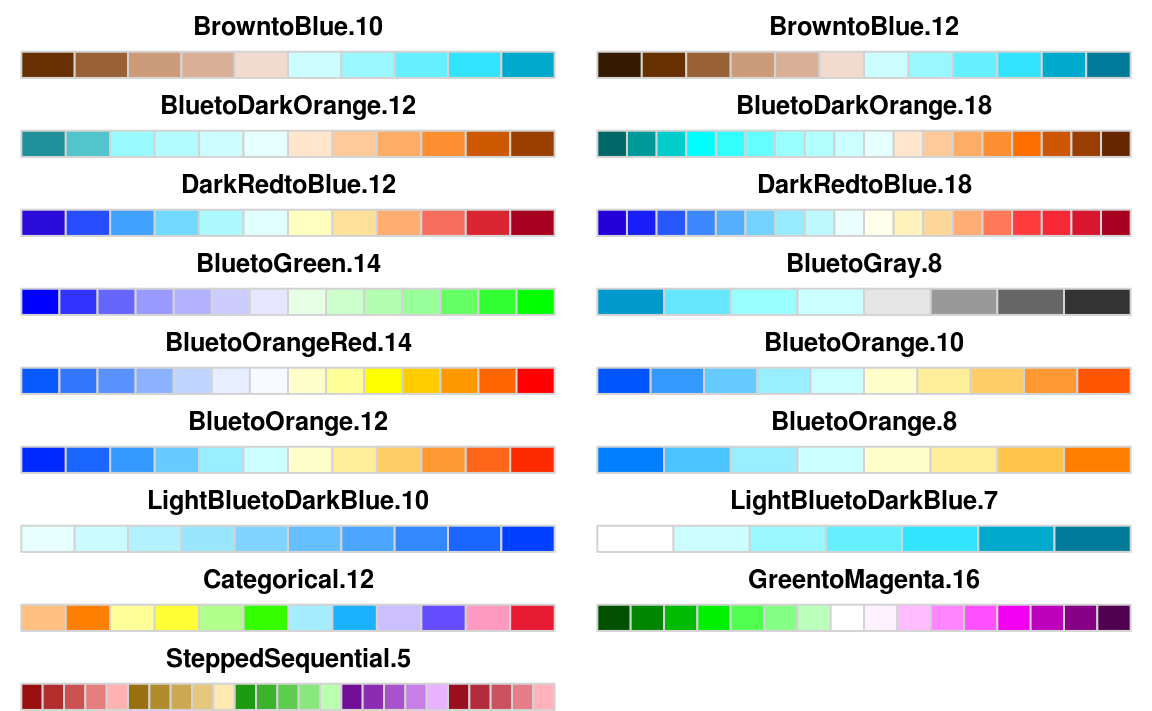 BrowntoBlue.10
BrowntoBlue.12
BluetoDarkOrange.12
BluetoDarkOrange.18
DarkRedtoBlue.12
DarkRedtoBlue.18
BluetoGreen.14
BluetoGray.8
BluetoOrangeRed.14
BluetoOrange.10
BluetoOrange.12
BluetoOrange.8
LightBluetoDarkBlue.10
LightBluetoDarkBlue.7
Categorical.12
GreentoMagenta.16
SteppedSequential.5